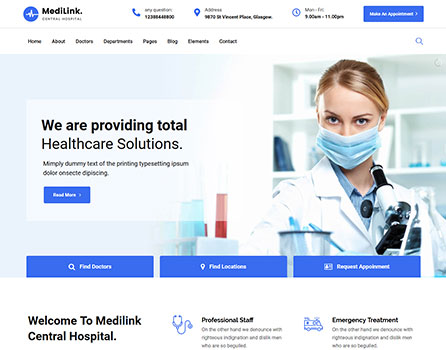 MediLink.
CENTRAL HOSPITAL
any question:
12388448800
Address
9870 St Vincent Place, Glasgow.
Mon - Fri:
9.00am - 11.00pm
Make An Appointment
Home About Doctors Departments Pages Blog Elements Contact
We are providing total
Healthcare Solutions.
Mimply dummy text of the printing typesetting ipsum
dolor onsecte dipiscing.
Read More
Find Doctors
Find Locations
Request Appoinment
Welcome To Medilink
Central Hospital.
Professional Staff
On the other hand we denounce with
righteous indignation and dislik men
who are so beguiled.
Emergency Treatment
On the other hand we denounce with
righteous indignation and dislik men
who are so beguiled.